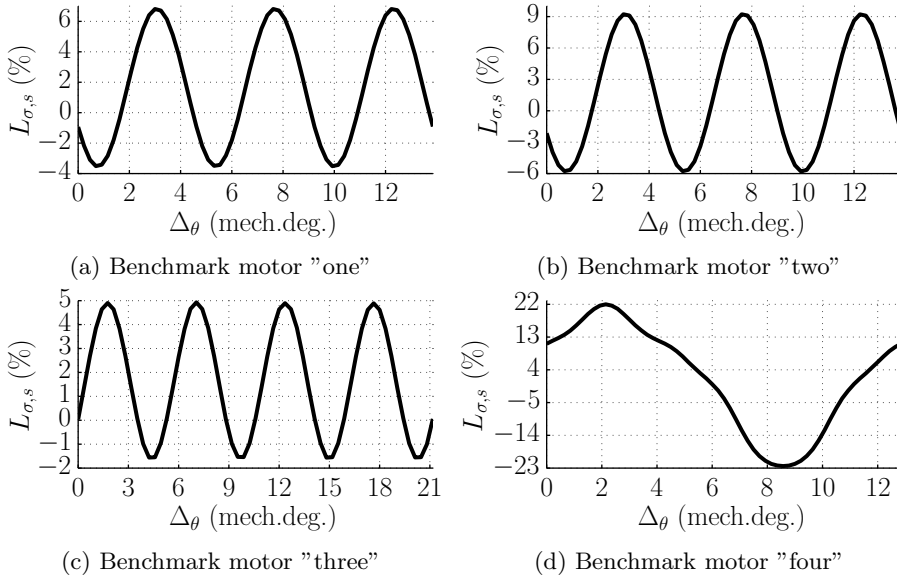 6
4
2
0
−2
−4
0 2 4 6 8 10 12
L_{σ,s} (%)
Δ_θ (mech.deg.)
(a) Benchmark motor ”one”
9
6
3
0
−3
−6
0 2 4 6 8 10 12
L_{σ,s} (%)
Δ_θ (mech.deg.)
(b) Benchmark motor ”two”
5
4
3
2
1
0
−1
−2
0 3 6 9 12 15 18 21
L_{σ,s} (%)
Δ_θ (mech.deg.)
(c) Benchmark motor ”three”
22
13
4
−5
−14
−23
0 2 4 6 8 10 12
L_{σ,s} (%)
Δ_θ (mech.deg.)
(d) Benchmark motor ”four”